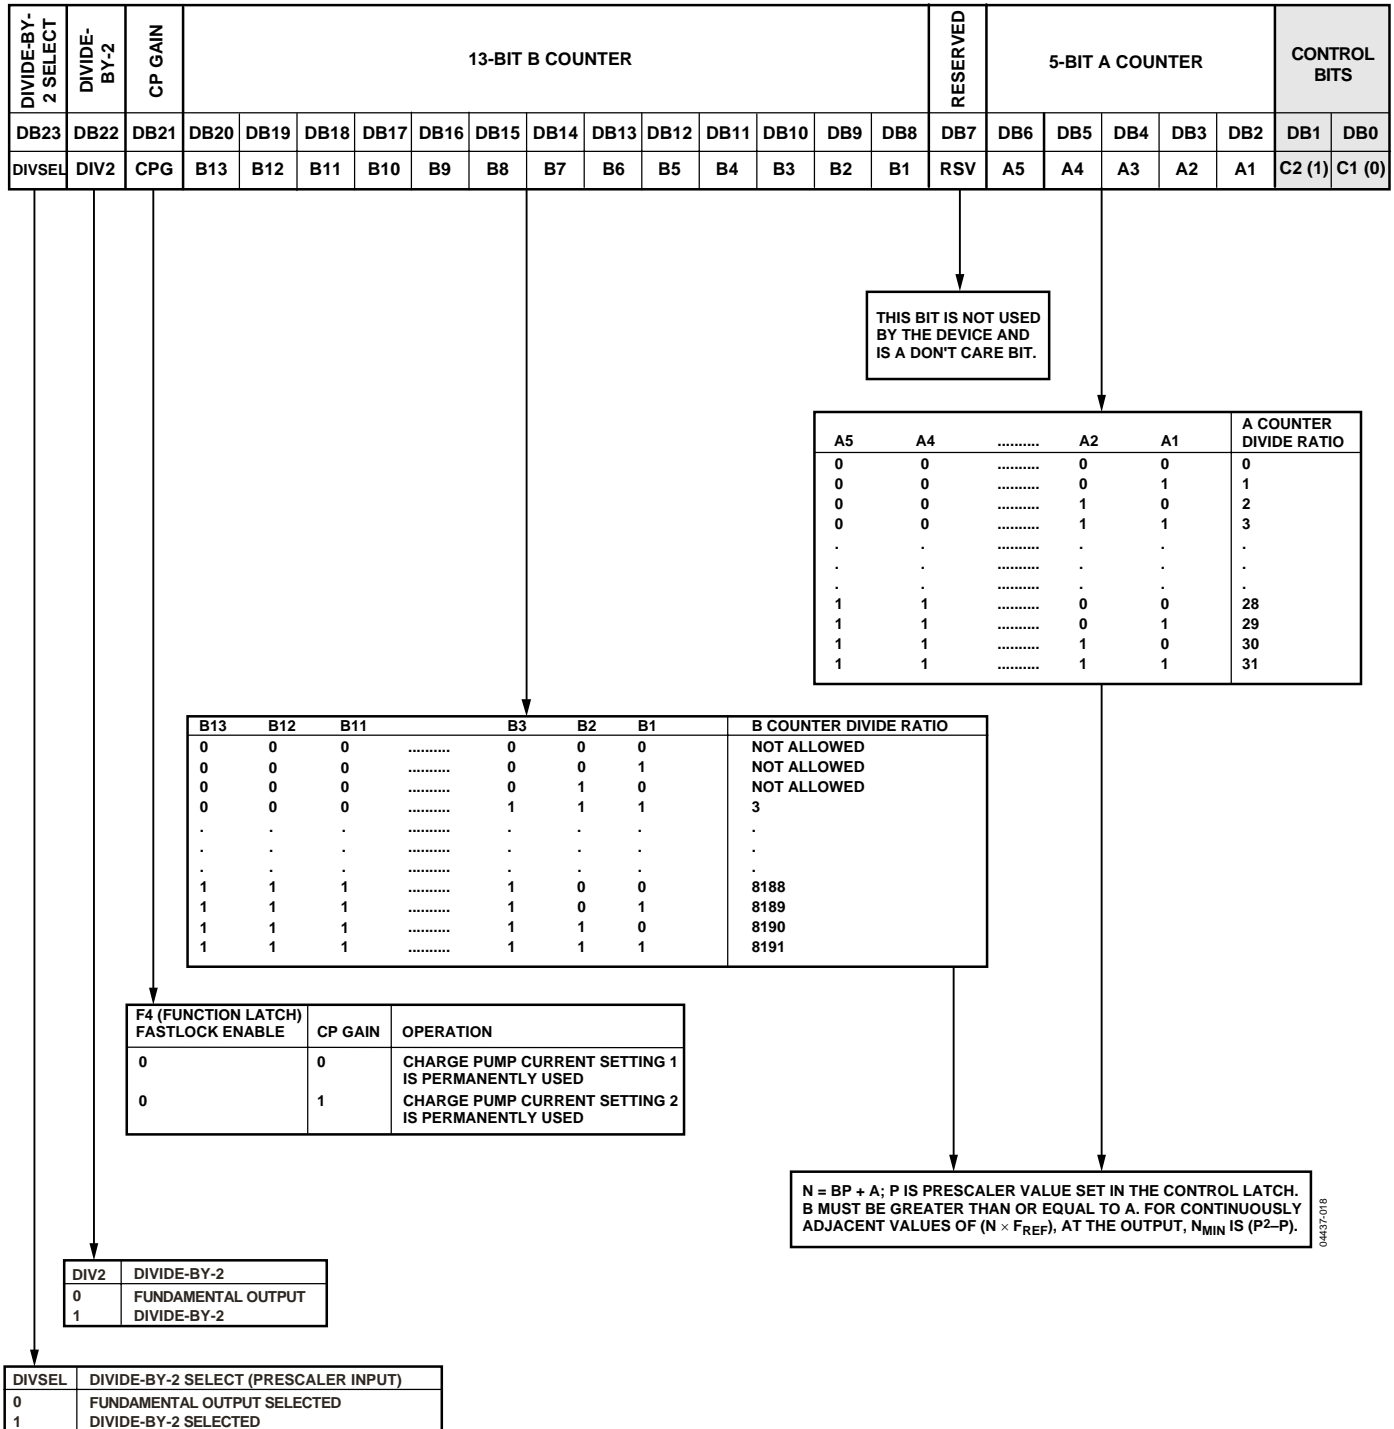 DIVIDE-BY-
2 SELECT
DIVIDE-
BY-2
CP GAIN
13-BIT B COUNTER
RESERVED
5-BIT A COUNTER
CONTROL
BITS
DB23 DB22 DB21 DB20 DB19 DB18 DB17 DB16 DB15 DB14 DB13 DB12 DB11 DB10 DB9 DB8 DB7 DB6 DB5 DB4 DB3 DB2 DB1 DB0
DIVSEL DIV2 CPG B13 B12 B11 B10 B9 B8 B7 B6 B5 B4 B3 B2 B1 RSV A5 A4 A3 A2 A1 C2 (1) C1 (0)
THIS BIT IS NOT USED
BY THE DEVICE AND
IS A DON'T CARE BIT.
A5 A4 .......... A2 A1 A COUNTER
DIVIDE RATIO
0 0 .......... 0 0 0
0 0 .......... 0 1 1
0 0 .......... 1 0 2
0 0 .......... 1 1 3
. . .......... . . .
. . .......... . . .
. . .......... . . .
1 1 .......... 0 0 28
1 1 .......... 0 1 29
1 1 .......... 1 0 30
1 1 .......... 1 1 31
B13 B12 B11 B3 B2 B1 B COUNTER DIVIDE RATIO
0 0 0 .......... 0 0 0 NOT ALLOWED
0 0 0 .......... 0 0 1 NOT ALLOWED
0 0 0 .......... 0 1 0 NOT ALLOWED
0 0 0 .......... 1 1 1 3
. . . .......... . . . .
. . . .......... . . . .
. . . .......... . . . .
1 1 1 .......... 1 0 0 8188
1 1 1 .......... 1 0 1 8189
1 1 1 .......... 1 1 0 8190
1 1 1 .......... 1 1 1 8191
F4 (FUNCTION LATCH)
FASTLOCK ENABLE CP GAIN OPERATION
0 0 CHARGE PUMP CURRENT SETTING 1
IS PERMANENTLY USED
0 1 CHARGE PUMP CURRENT SETTING 2
IS PERMANENTLY USED
N = BP + A; P IS PRESCALER VALUE SET IN THE CONTROL LATCH.
B MUST BE GREATER THAN OR EQUAL TO A. FOR CONTINUOUSLY
ADJACENT VALUES OF (N × FREF), AT THE OUTPUT, NMIN IS (P²–P).
04437-018
DIV2 DIVIDE-BY-2
0 FUNDAMENTAL OUTPUT
1 DIVIDE-BY-2
DIVSEL DIVIDE-BY-2 SELECT (PRESCALER INPUT)
0 FUNDAMENTAL OUTPUT SELECTED
1 DIVIDE-BY-2 SELECTED